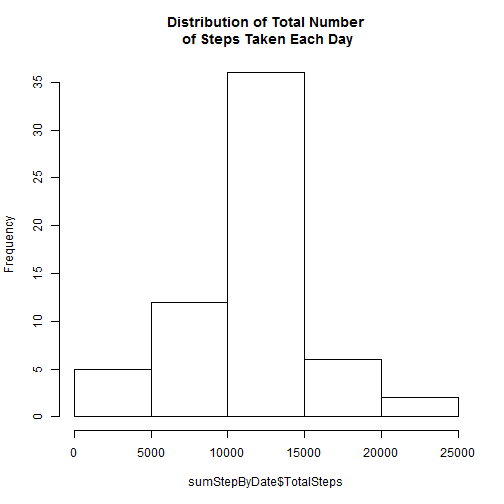 Distribution of Total Number
of Steps Taken Each Day
Frequency
35
30
25
20
15
10
5
0
0 5000 10000 15000 20000 25000
sumStepByDate$TotalSteps